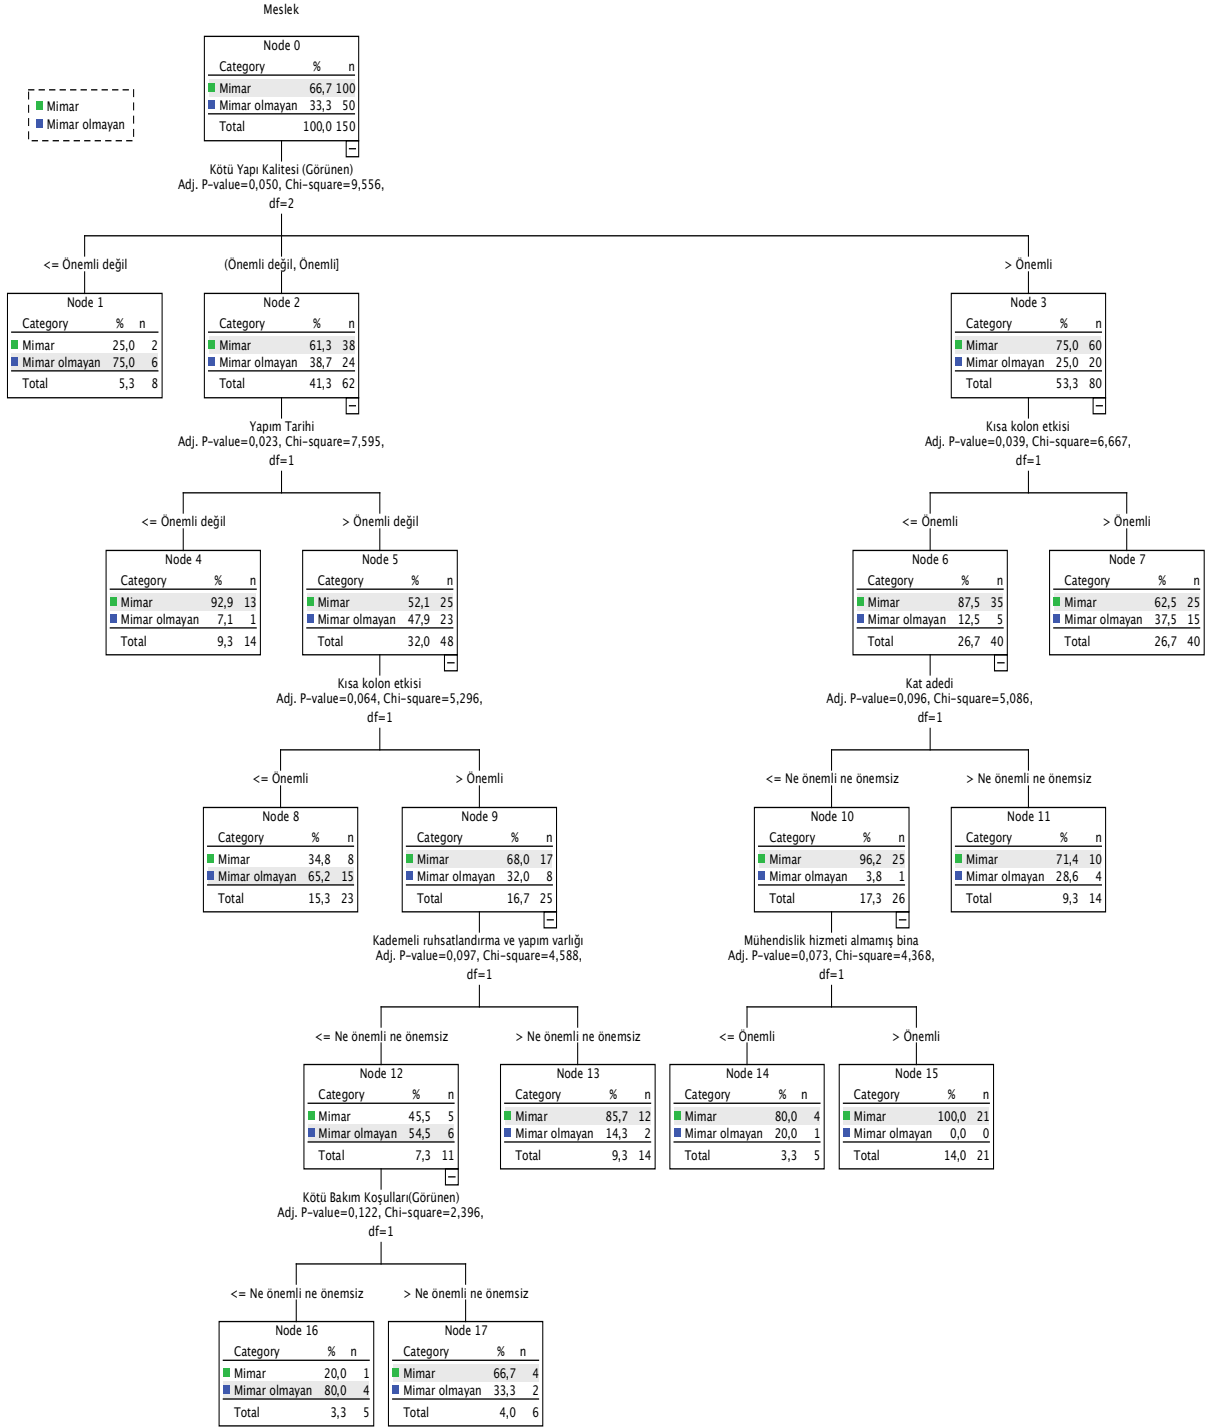 Meslek
Mimar
Mimar olmayan
Node 0
Category % n
Mimar 66,7 100
Mimar olmayan 33,3 50
Total 100,0 150
Kötü Yapı Kalitesi (Görünen)
Adj. P-value=0,050, Chi-square=9,556,
df=2
<= Önemli değil
(Önemli değil, Önemli]
> Önemli
Node 1
Category % n
Mimar 25,0 2
Mimar olmayan 75,0 6
Total 5,3 8
Node 2
Category % n
Mimar 61,3 38
Mimar olmayan 38,7 24
Total 41,3 62
Node 3
Category % n
Mimar 75,0 60
Mimar olmayan 25,0 20
Total 53,3 80
Yapım Tarihi
Adj. P-value=0,023, Chi-square=7,595,
df=1
Kısa kolon etkisi
Adj. P-value=0,039, Chi-square=6,667,
df=1
<= Önemli değil
> Önemli değil
<= Önemli
> Önemli
Node 4
Category % n
Mimar 92,9 13
Mimar olmayan 7,1 1
Total 9,3 14
Node 5
Category % n
Mimar 52,1 25
Mimar olmayan 47,9 23
Total 32,0 48
Node 6
Category % n
Mimar 87,5 35
Mimar olmayan 12,5 5
Total 26,7 40
Node 7
Category % n
Mimar 62,5 25
Mimar olmayan 37,5 15
Total 26,7 40
Kısa kolon etkisi
Adj. P-value=0,064, Chi-square=5,296,
df=1
Kat adedi
Adj. P-value=0,096, Chi-square=5,086,
df=1
<= Önemli
> Önemli
<= Ne önemli ne önemsiz
> Ne önemli ne önemsiz
Node 8
Category % n
Mimar 34,8 8
Mimar olmayan 65,2 15
Total 15,3 23
Node 9
Category % n
Mimar 68,0 17
Mimar olmayan 32,0 8
Total 16,7 25
Node 10
Category % n
Mimar 96,2 25
Mimar olmayan 3,8 1
Total 17,3 26
Node 11
Category % n
Mimar 71,4 10
Mimar olmayan 28,6 4
Total 9,3 14
Kademeli ruhsatlandırma ve yapım varlığı
Adj. P-value=0,097, Chi-square=4,588,
df=1
Mühendislik hizmeti almamış bina
Adj. P-value=0,073, Chi-square=4,368,
df=1
<= Ne önemli ne önemsiz
> Ne önemli ne önemsiz
<= Önemli
> Önemli
Node 12
Category % n
Mimar 45,5 5
Mimar olmayan 54,5 6
Total 7,3 11
Node 13
Category % n
Mimar 85,7 12
Mimar olmayan 14,3 2
Total 9,3 14
Node 14
Category % n
Mimar 80,0 4
Mimar olmayan 20,0 1
Total 3,3 5
Node 15
Category % n
Mimar 100,0 21
Mimar olmayan 0,0 0
Total 14,0 21
Kötü Bakım Koşulları(Görünen)
Adj. P-value=0,122, Chi-square=2,396,
df=1
<= Ne önemli ne önemsiz
> Ne önemli ne önemsiz
Node 16
Category % n
Mimar 20,0 1
Mimar olmayan 80,0 4
Total 3,3 5
Node 17
Category % n
Mimar 66,7 4
Mimar olmayan 33,3 2
Total 4,0 6